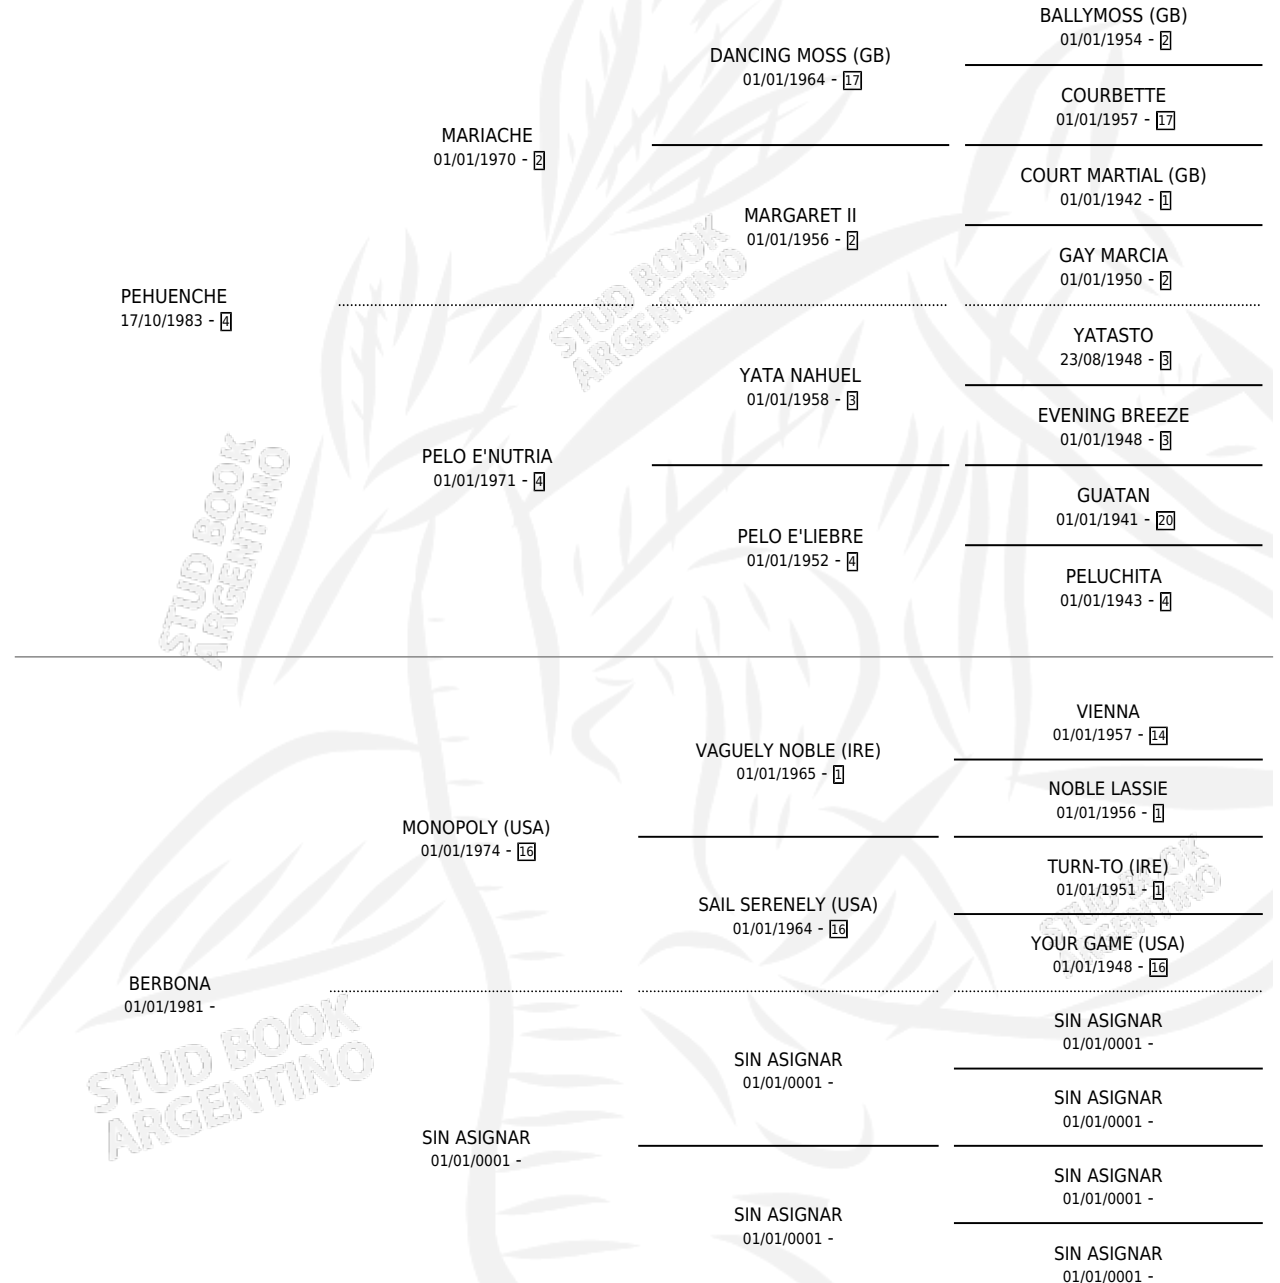 BALLYMOSS (GB)
01/01/1954 - 2
DANCING MOSS (GB)
01/01/1964 - 17
COURBETTE
01/01/1957 - 17
MARIACHE
01/01/1970 - 2
COURT MARTIAL (GB)
01/01/1942 - 1
MARGARET II
01/01/1956 - 2
GAY MARCIA
01/01/1950 - 2
PEHUENCHE
17/10/1983 - 4
YATASTO
23/08/1948 - 3
YATA NAHUEL
01/01/1958 - 3
EVENING BREEZE
01/01/1948 - 3
PELO E'NUTRIA
01/01/1971 - 4
GUATAN
01/01/1941 - 20
PELO E'LIEBRE
01/01/1952 - 4
PELUCHITA
01/01/1943 - 4
VIENNA
01/01/1957 - 14
VAGUELY NOBLE (IRE)
01/01/1965 - 1
NOBLE LASSIE
01/01/1956 - 1
MONOPOLY (USA)
01/01/1974 - 16
TURN-TO (IRE)
01/01/1951 - 1
SAIL SERENELY (USA)
01/01/1964 - 16
YOUR GAME (USA)
01/01/1948 - 16
BERBONA
01/01/1981 -
SIN ASIGNAR
01/01/0001 -
SIN ASIGNAR
01/01/0001 -
SIN ASIGNAR
01/01/0001 -
SIN ASIGNAR
01/01/0001 -
SIN ASIGNAR
01/01/0001 -
SIN ASIGNAR
01/01/0001 -
SIN ASIGNAR
01/01/0001 -
STUD BOOK
ARGENTINO
STUD BOOK
ARGENTINO
STUD BOOK
ARGENTINO
STUD BOOK
ARGENTINO